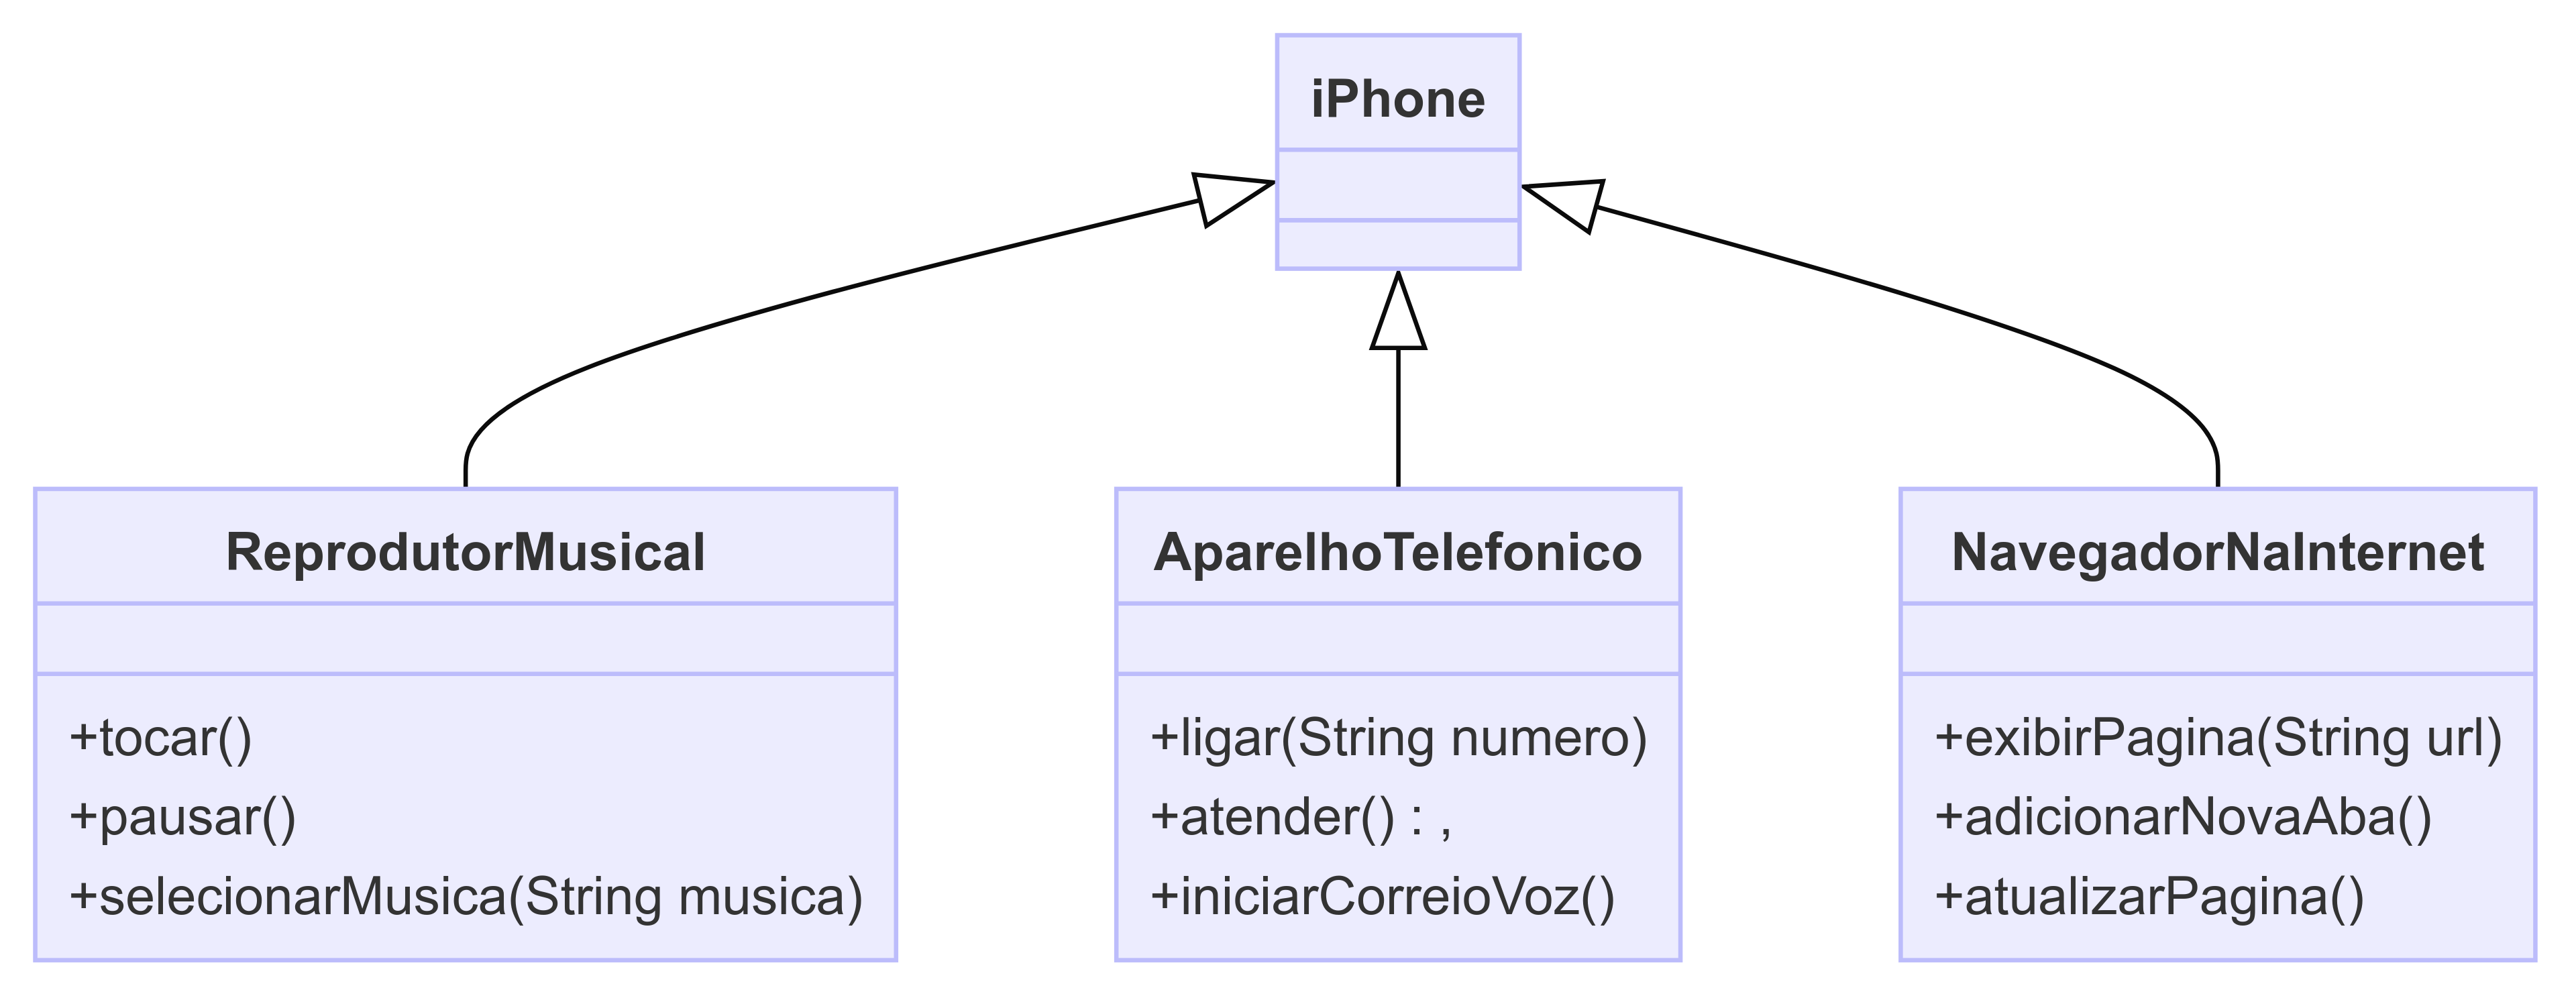 iPhone
ReprodutorMusical
+tocar()
+pausar()
+selecionarMusica(String musica)
AparelhoTelefonico
+ligar(String numero)
+atender() : ,
+iniciarCorreioVoz()
NavegadorNaInternet
+exibirPagina(String url)
+adicionarNovaAba()
+atualizarPagina()